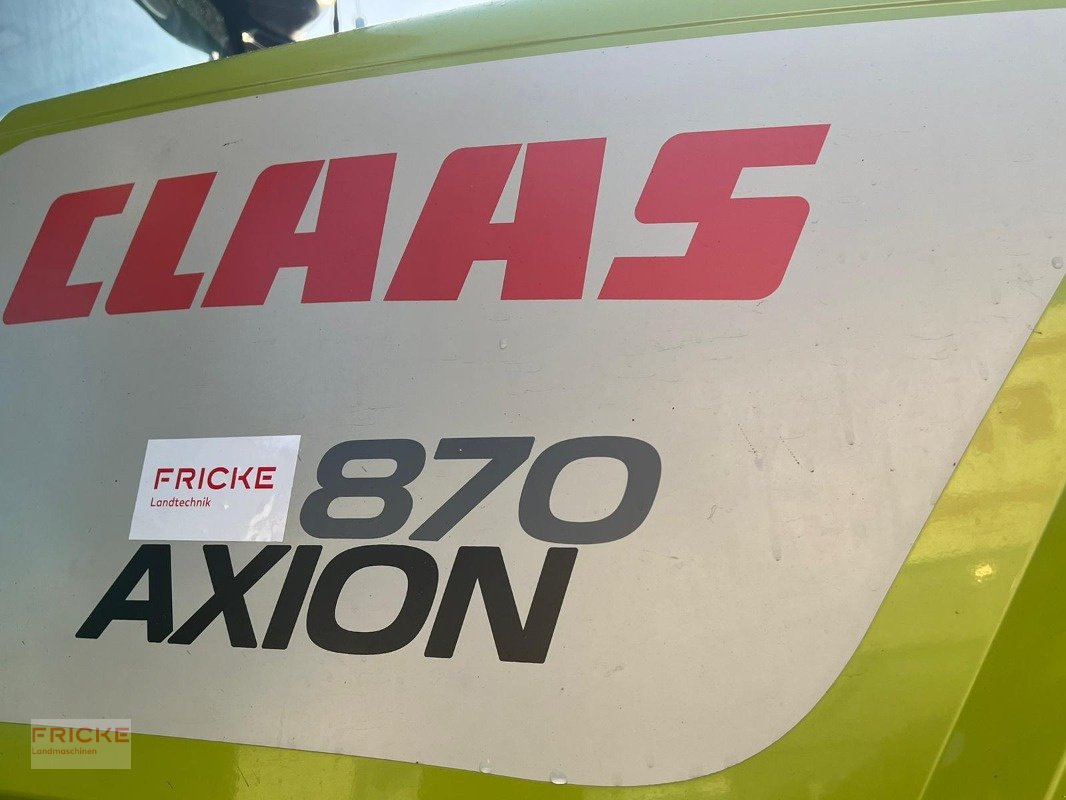 CLAAS
FRICKE
Landtechnik
870
AXION
FRICKE
Landmaschinen